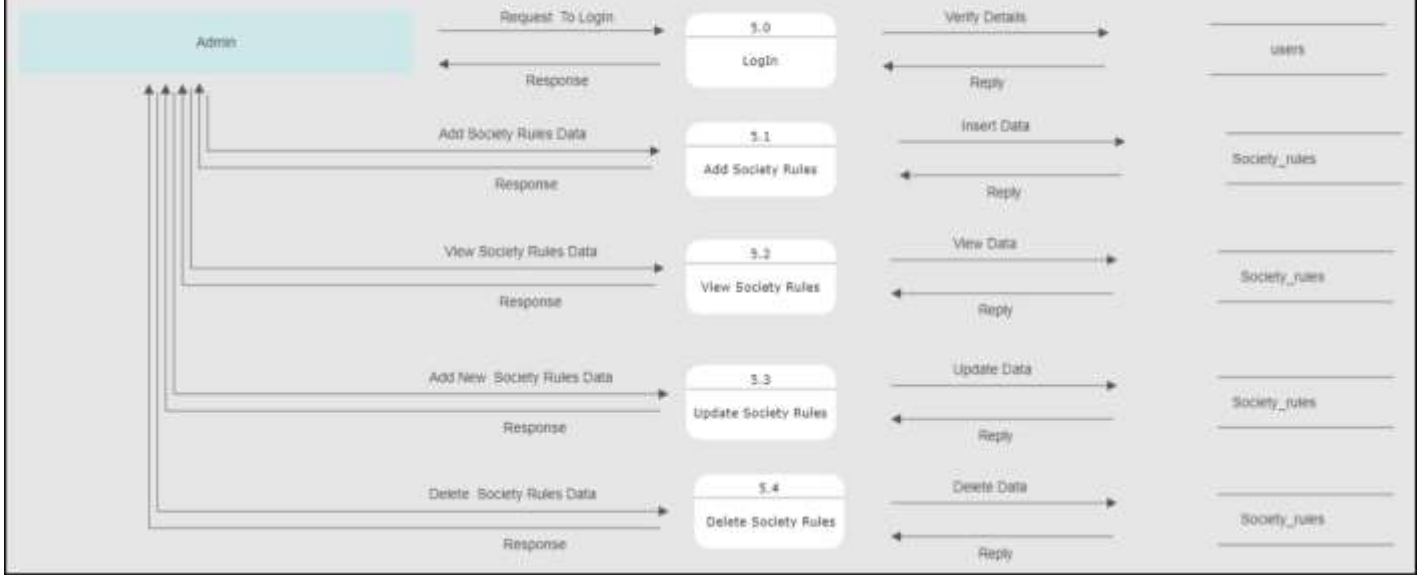 Request To Login
Verify Details
5.0
Admin
LogIn
users
Response
Reply
Add Society Rules Data
Insert Data
5.1
Add Society Rules
Society_rules
Response
Reply
View Society Rules Data
View Data
5.2
View Society Rules
Society_rules
Response
Reply
Add New Society Rules Data
Update Data
5.3
Update Society Rules
Society_rules
Response
Reply
Delete Society Rules Data
Delete Data
5.4
Delete Society Rules
Society_rules
Response
Reply